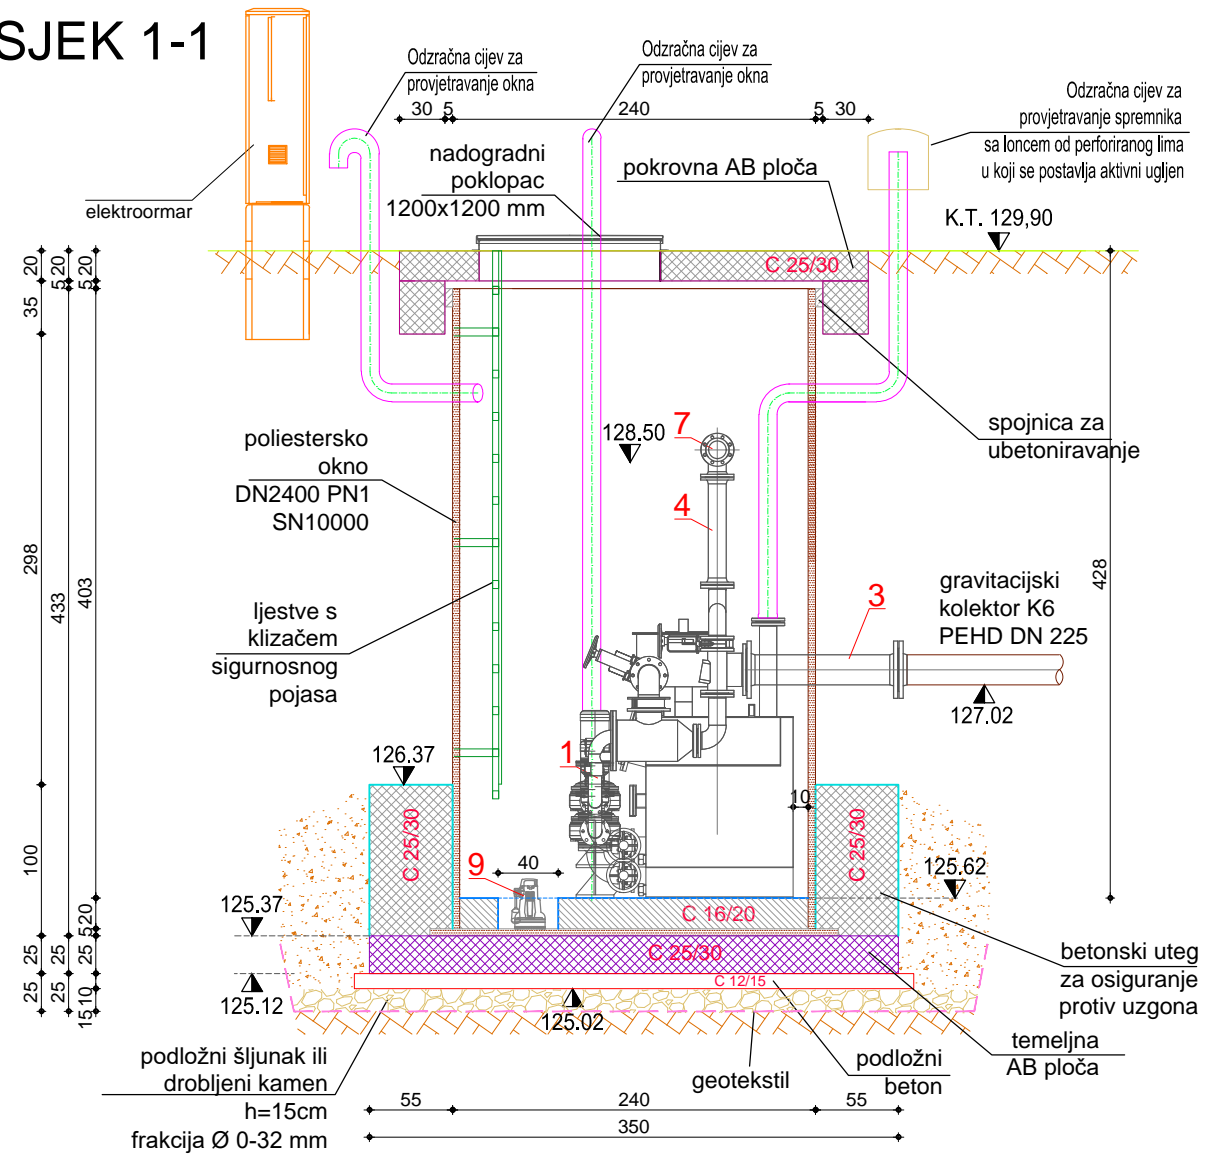 SJEK 1-1
Odzračna cijev za
provjetravanje okna
Odzračna cijev za
provjetravanje okna
Odzračna cijev za
provjetravanje spremnika
sa loncem od perforiranog lima
u koji se postavlja aktivni ugljen
30 5 240 5 30
nadogradni
poklopac
1200x1200 mm
pokrovna AB ploča
elektroormar
K.T. 129,90
C 25/30
20
35
298
100
25
25
5 20
433
25
25
5 20
403
5 20
25
15 10
428
128.50
7
4
3
1
9
spojnica za
ubetoniravanje
poliestersko
okno
DN2400 PN1
SN10000
ljestve s
klizačem
sigurnosnog
pojasa
gravitacijski
kolektor K6
PEHD DN 225
127.02
126.37
10
40
C 25/30
C 25/30
125.62
125.37
C 16/20
C 25/30
C 12/15
125.12
125.02
betonski uteg
za osiguranje
protiv uzgona
temeljna
AB ploča
podložni
beton
geotekstil
podložni šljunak ili
drobljeni kamen
h=15cm
frakcija Ø 0-32 mm
55 240 55
350